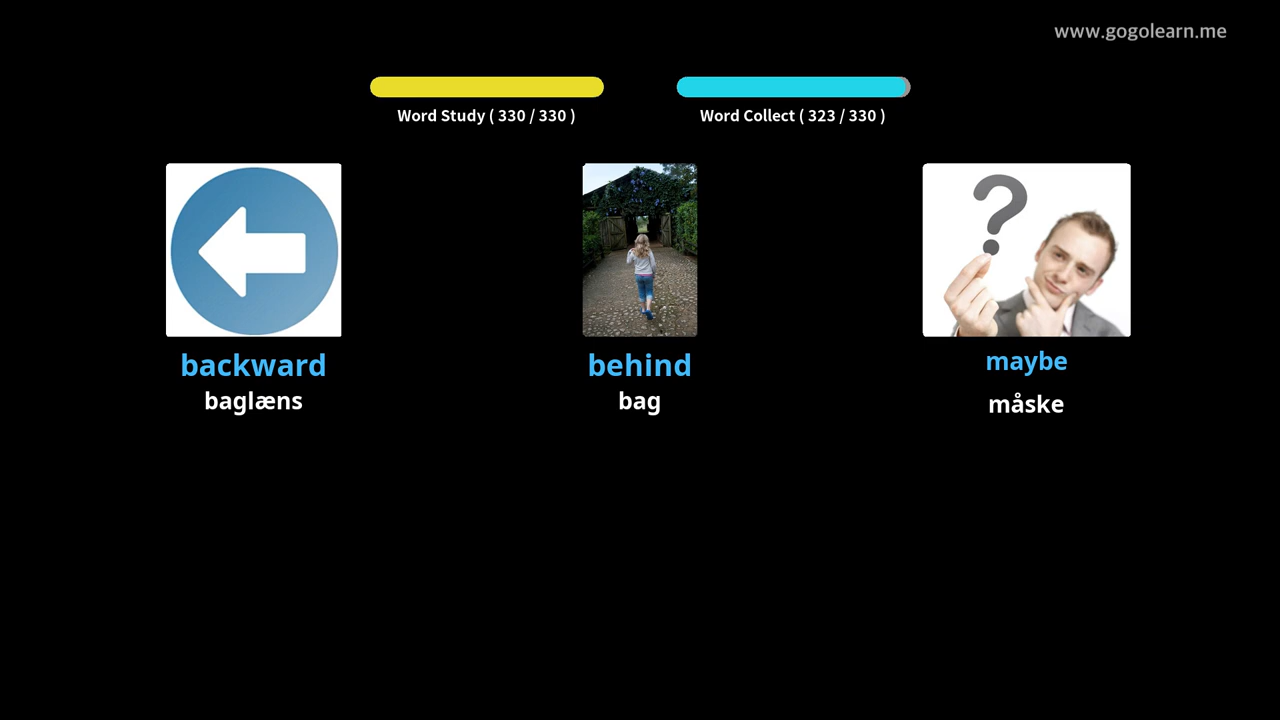 www.gogolearn.me
Word Study ( 330 / 330 )
Word Collect ( 323 / 330 )
backward
baglæns
behind
bag
maybe
måske